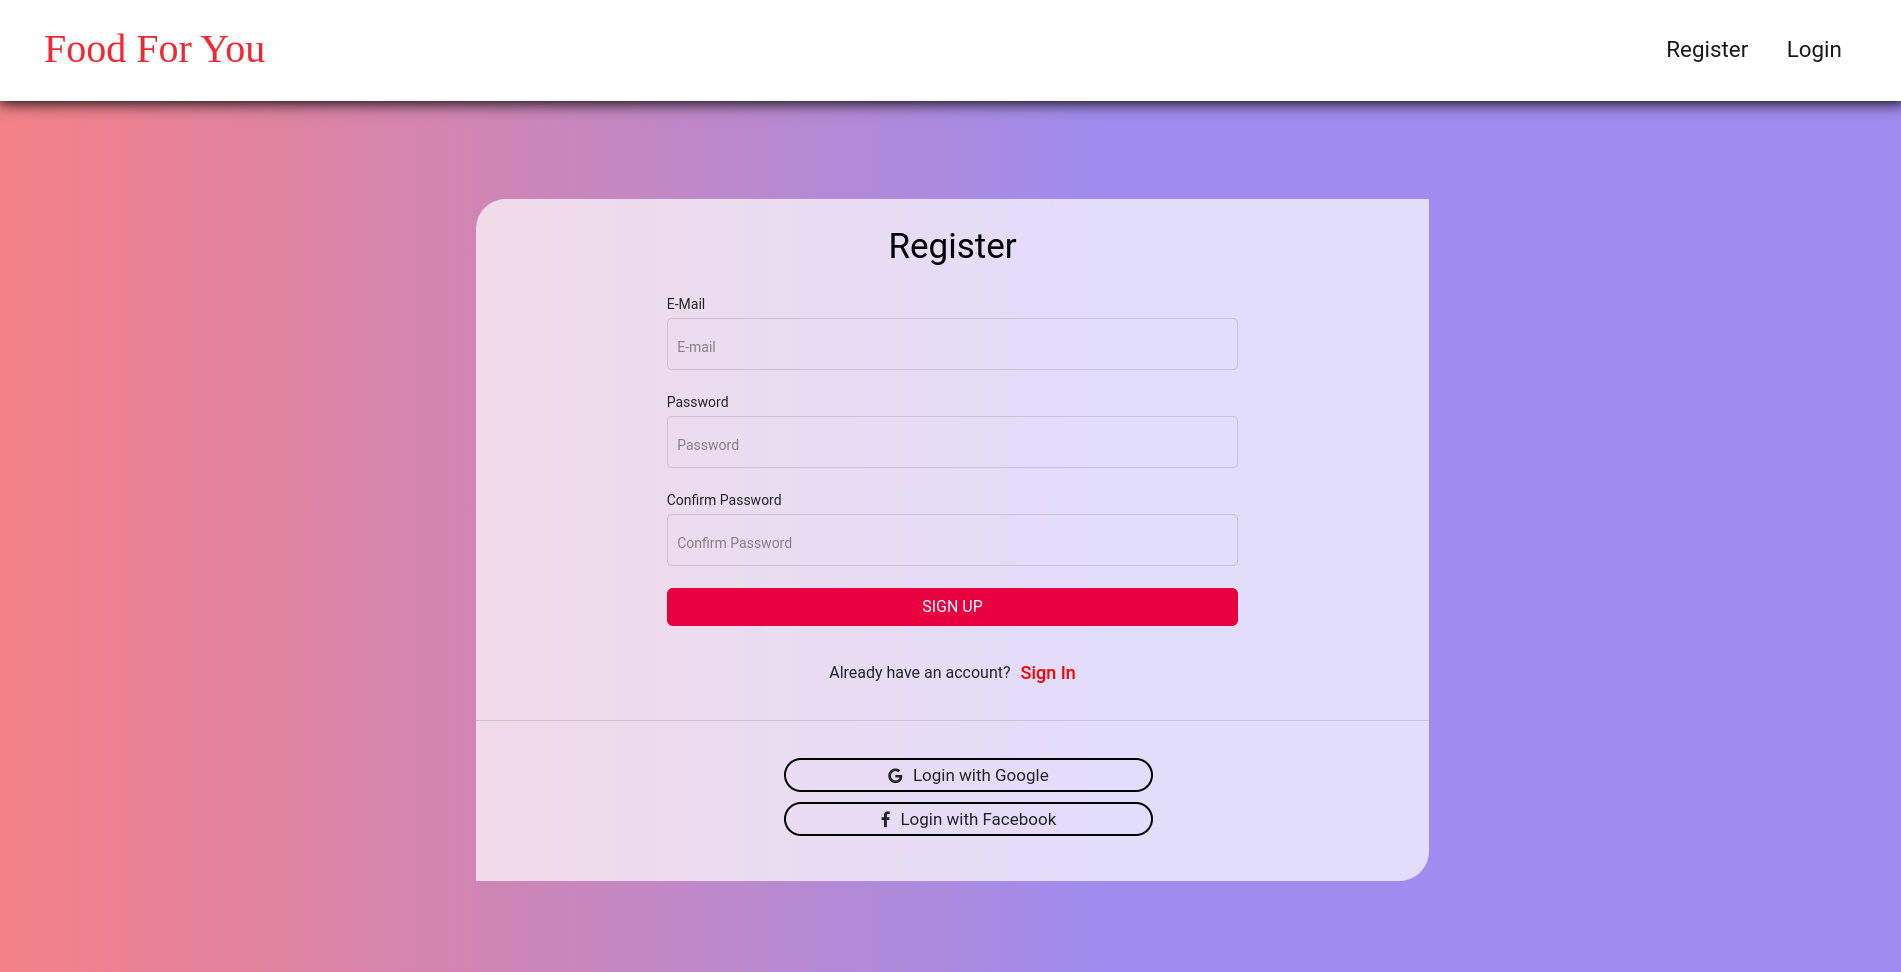 Food For You
Register Login
Register
E-Mail
E-mail
Password
Password
Confirm Password
Confirm Password
SIGN UP
Already have an account? Sign In
Login with Google
Login with Facebook